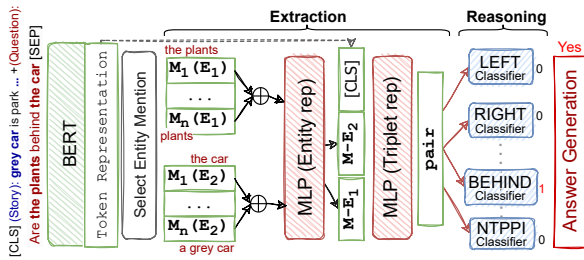 Extraction
Reasoning
[CLS] (Story): grey car is park ... +(Question):
Are the plants behind the car [SEP]
BERT
Token Representation
Select Entity Mention
the plants
M1(E1)
...
Mn(E1)
plants
the car
M1(E2)
...
Mn(E2)
a grey car
MLP (Entity rep)
[CLS]
M-E2
M-E1
MLP (Triplet rep)
pair
LEFT
Classifier
0
RIGHT
Classifier
0
BEHIND
Classifier
1
NTPPI
Classifier
0
Yes
Answer Generation